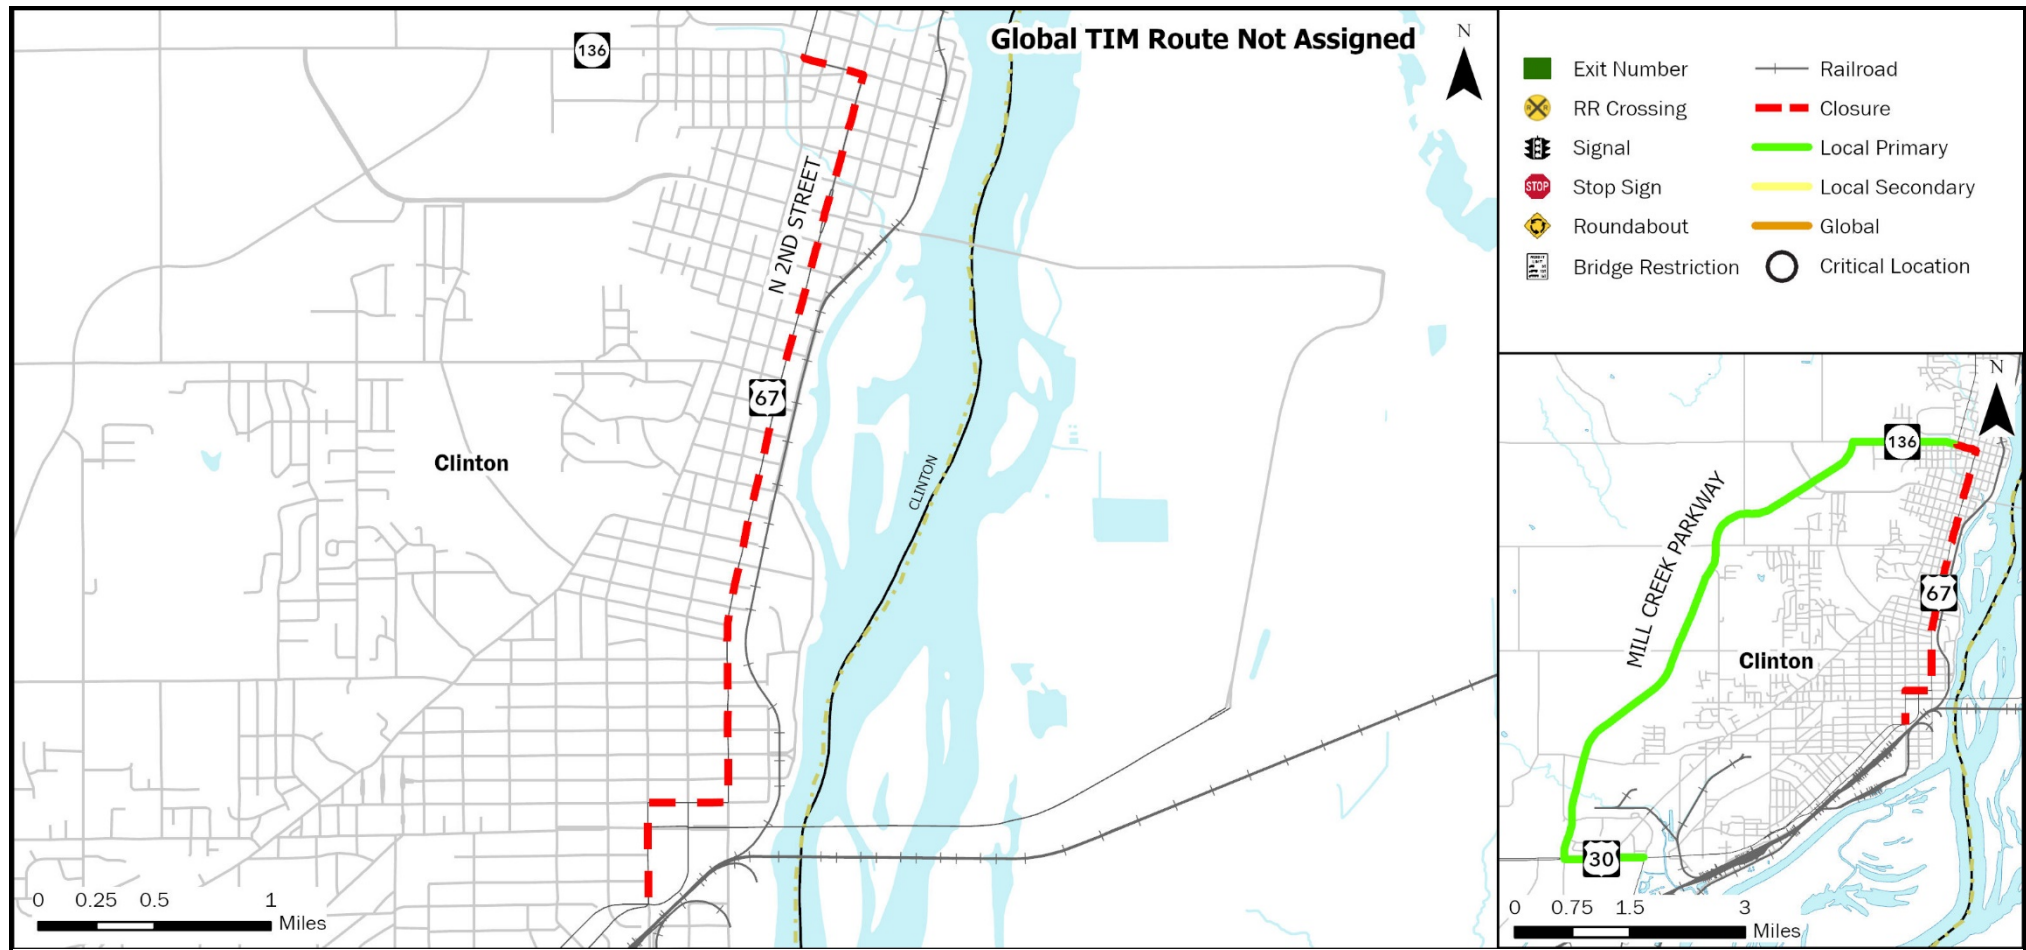 Global TIM Route Not Assigned
N
136
N 2ND STREET
67
Clinton
CLINTON
0 0.25 0.5 1
Miles
Exit Number
RR Crossing
Signal
STOP Stop Sign
Roundabout
Bridge Restriction
Railroad
Closure
Local Primary
Local Secondary
Global
Critical Location
N
136
MILL CREEK PARKWAY
67
Clinton
30
0 0.75 1.5 3
Miles